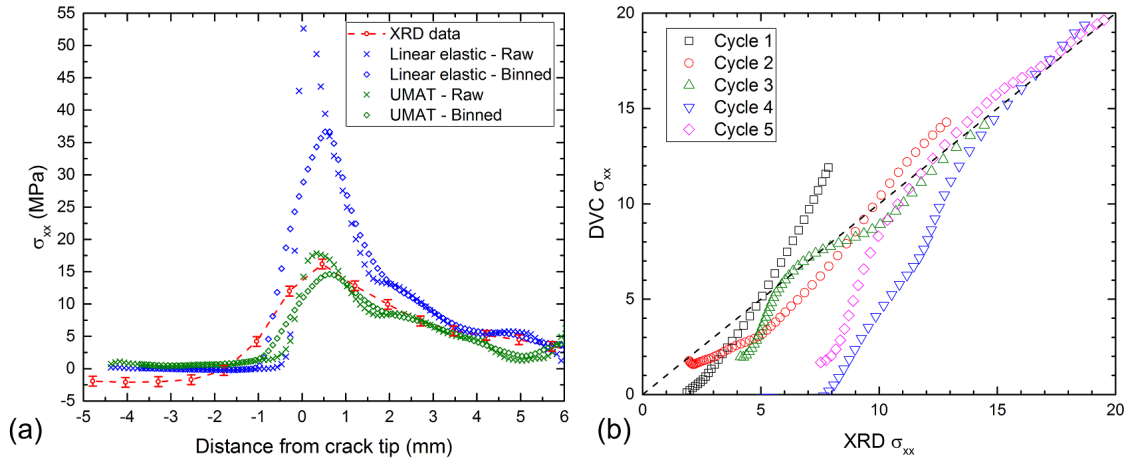 55
50
45
40
35
30
25
20
15
10
5
0
-5
σxx (MPa)
XRD data
Linear elastic - Raw
Linear elastic - Binned
UMAT - Raw
UMAT - Binned
-5 -4 -3 -2 -1 0 1 2 3 4 5 6
Distance from crack tip (mm)
(a)
20
15
10
5
0
DVC σxx
Cycle 1
Cycle 2
Cycle 3
Cycle 4
Cycle 5
0 5 10 15 20
XRD σxx
(b)